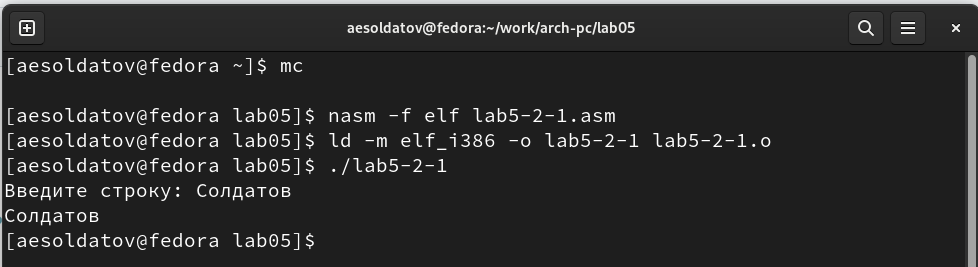 aesoldatov@fedora:~/work/arch-pc/lab05
[aesoldatov@fedora ~]$ mc
[aesoldatov@fedora lab05]$ nasm -f elf lab5-2-1.asm
[aesoldatov@fedora lab05]$ ld -m elf_i386 -o lab5-2-1 lab5-2-1.o
[aesoldatov@fedora lab05]$ ./lab5-2-1
Введите строку: Солдатов
Солдатов
[aesoldatov@fedora lab05]$